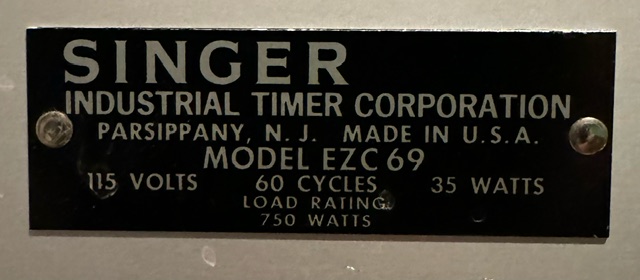 SINGER
INDUSTRIAL TIMER CORPORATION
PARSIPPANY, N. J. MADE IN U.S.A.
MODEL EZC 69
115 VOLTS 60 CYCLES 35 WATTS
LOAD RATING
750 WATTS